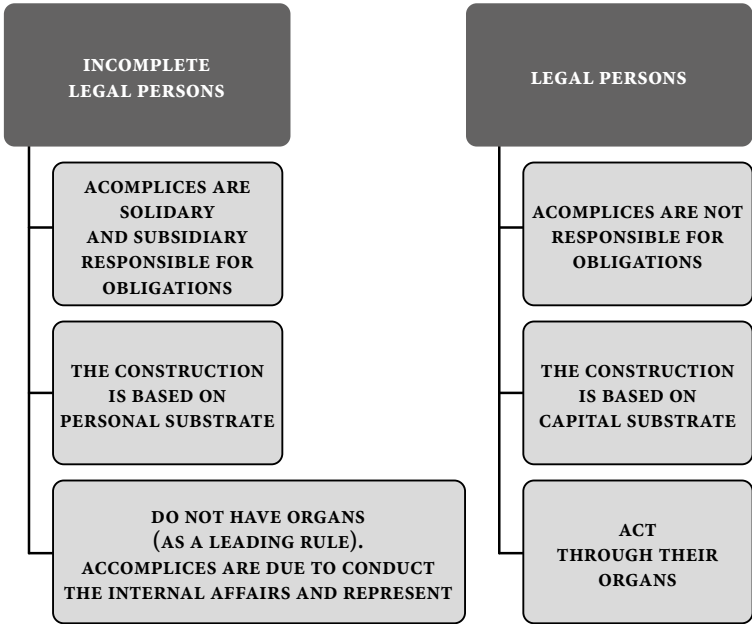 INCOMPLETE
LEGAL PERSONS
ACOMPLICES ARE
SOLIDARY
AND SUBSIDIARY
RESPONSIBLE FOR
OBLIGATIONS
THE CONSTRUCTION
IS BASED ON
PERSONAL SUBSTRATE
DO NOT HAVE ORGANS
(AS A LEADING RULE).
ACCOMPLICES ARE DUE TO CONDUCT
THE INTERNAL AFFAIRS AND REPRESENT
LEGAL PERSONS
ACOMPLICES ARE NOT
RESPONSIBLE FOR
OBLIGATIONS
THE CONSTRUCTION
IS BASED ON
CAPITAL SUBSTRATE
ACT
THROUGH THEIR
ORGANS